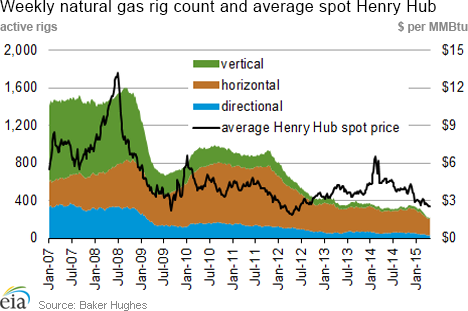 Weekly natural gas rig count and average spot Henry Hub
active rigs $ per MMBtu
2,000 $15
1,600 $12
1,200 $9
800 $6
400 $3
0 $0
vertical
horizontal
directional
average Henry Hub spot price
Jan-07 Jul-07 Jan-08 Jul-08 Jan-09 Jul-09 Jan-10 Jul-10 Jan-11 Jul-11 Jan-12 Jul-12 Jan-13 Jul-13 Jan-14 Jul-14 Jan-15
eia Source: Baker Hughes